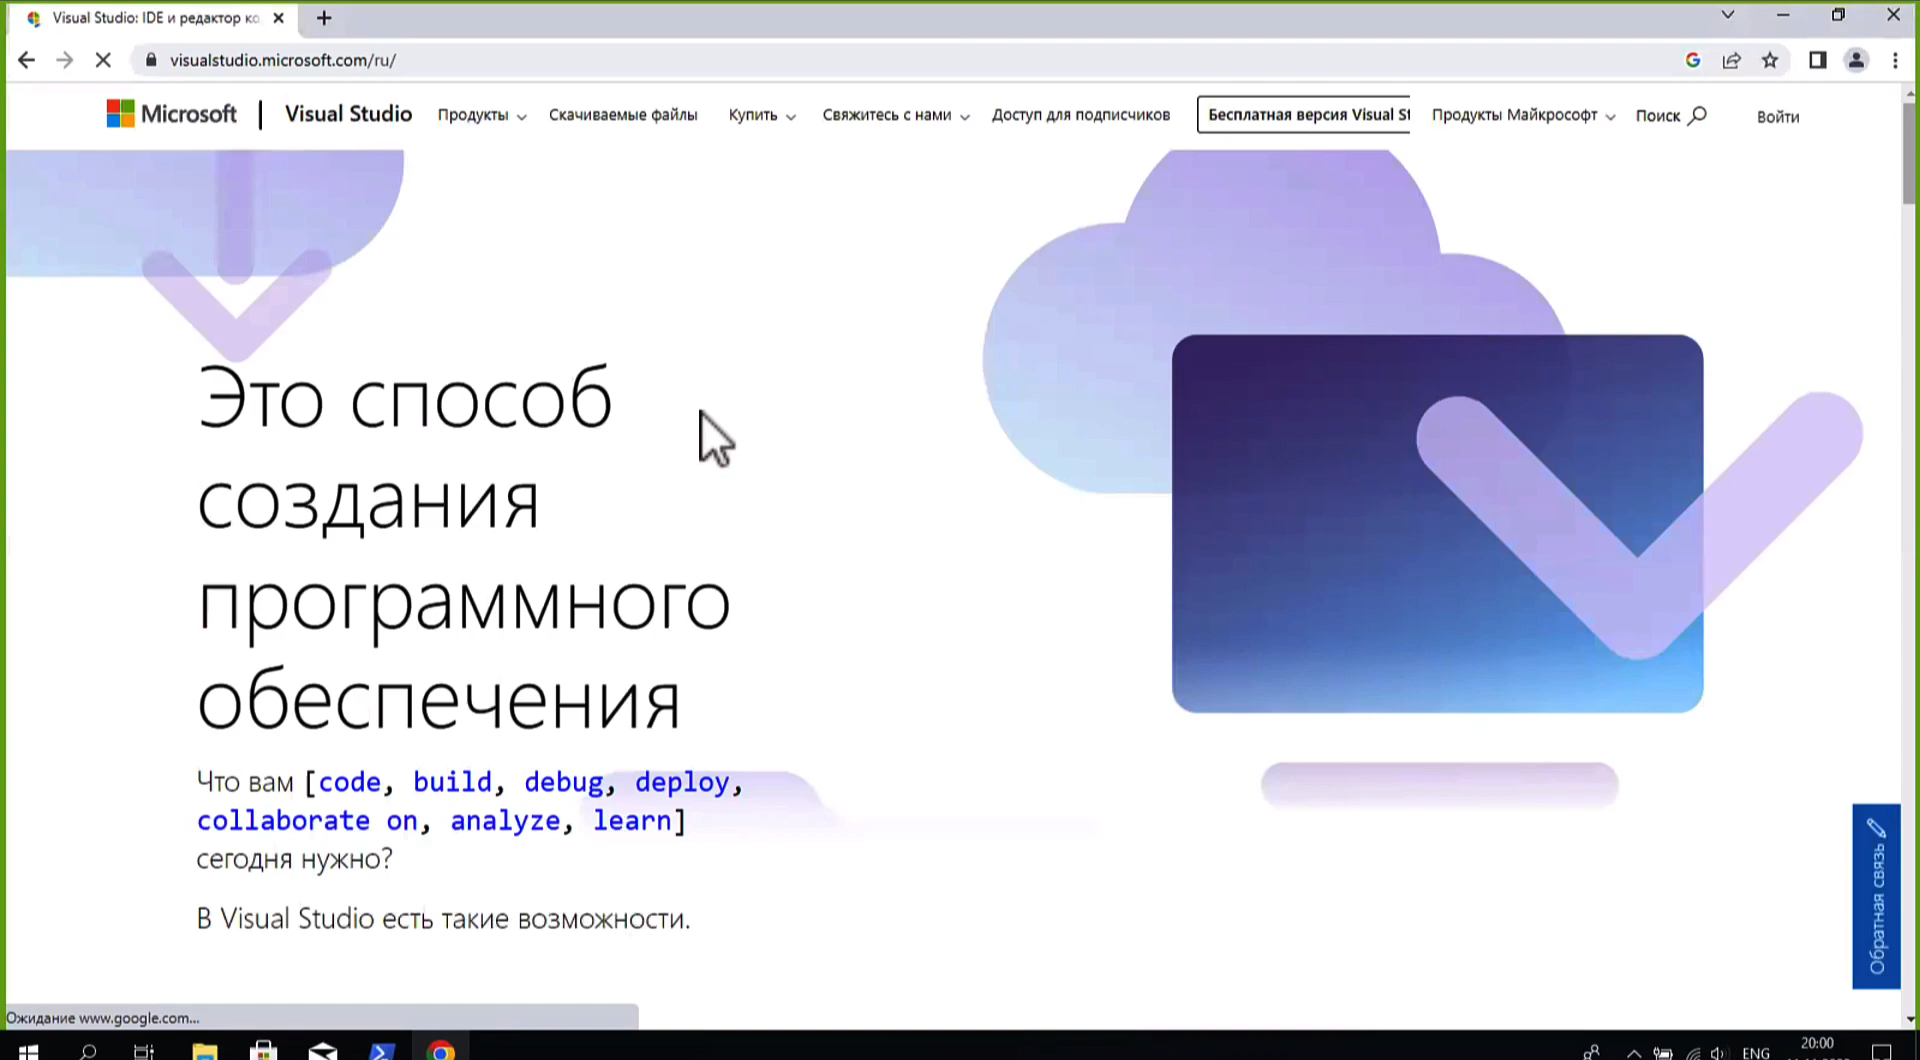 Visual Studio: IDE и редактор ко
visualstudio.microsoft.com/ru/
Microsoft | Visual Studio Продукты Скачиваемые файлы Купить Свяжитесь с нами Доступ для подписчиков Бесплатная версия Visual St Продукты Майкрософт Поиск Войти
Это способ
создания
программного
обеспечения
Что вам [code, build, debug, deploy,
collaborate on, analyze, learn]
сегодня нужно?
В Visual Studio есть такие возможности.
Обратная связь
Ожидание www.google.com...
ENG
20:00